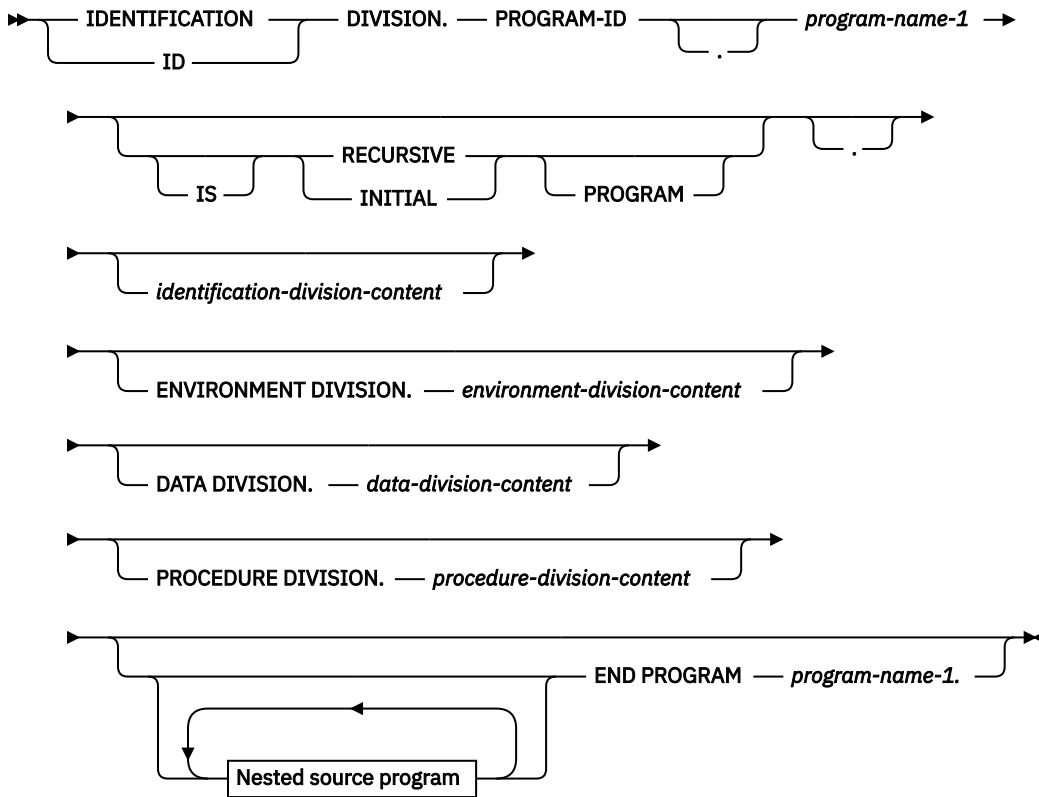 IDENTIFICATION DIVISION. PROGRAM-ID program-name-1
ID .
RECURSIVE .
IS INITIAL PROGRAM
identification-division-content
ENVIRONMENT DIVISION. environment-division-content
DATA DIVISION. data-division-content
PROCEDURE DIVISION. procedure-division-content
END PROGRAM program-name-1.
Nested source program